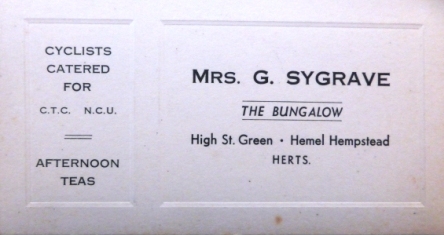 CYCLISTS
CATERED
FOR
C.T.C. N.C.U.
AFTERNOON
TEAS
MRS. G. SYGRAVE
THE BUNGALOW
High St. Green • Hemel Hempstead
HERTS.